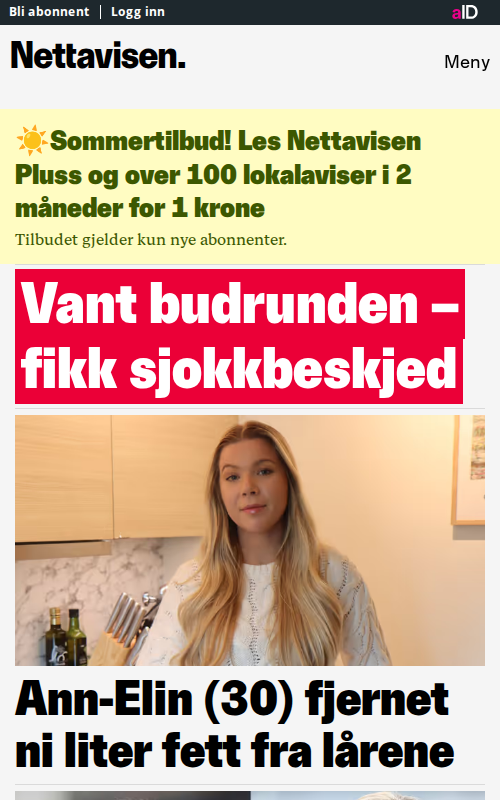 Bli abonnent | Logg inn
aID
Nettavisen.
Meny
☀️Sommertilbud! Les Nettavisen
Pluss og over 100 lokalaviser i 2
måneder for 1 krone
Tilbudet gjelder kun nye abonnenter.
Vant budrunden –
fikk sjokkbeskjed
Ann-Elin (30) fjernet
ni liter fett fra lårene